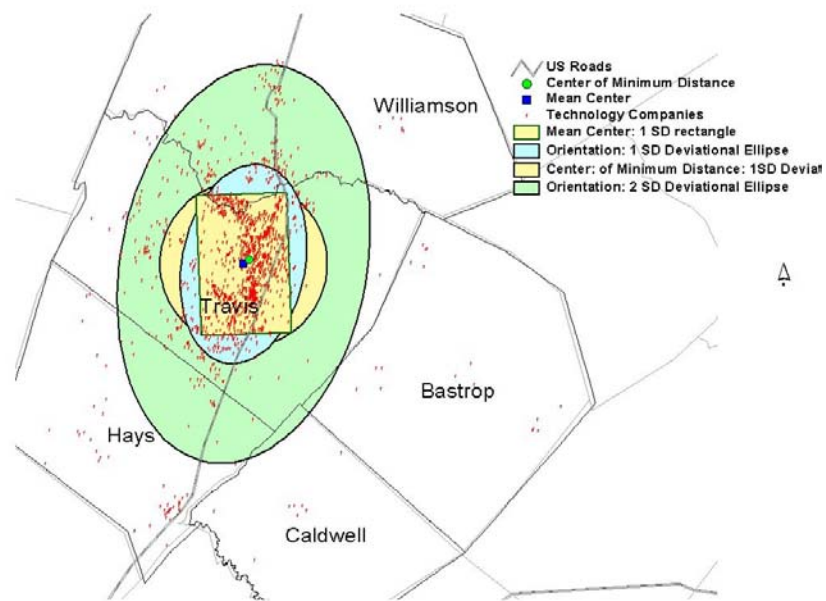 US Roads
Center of Minimum Distance
Mean Center
Technology Companies
Mean Center: 1 SD rectangle
Orientation: 1 SD Deviational Ellipse
Center: of Minimum Distance: 1SD Deviat
Orientation: 2 SD Deviational Ellipse
Williamson
Travis
Bastrop
Hays
Caldwell